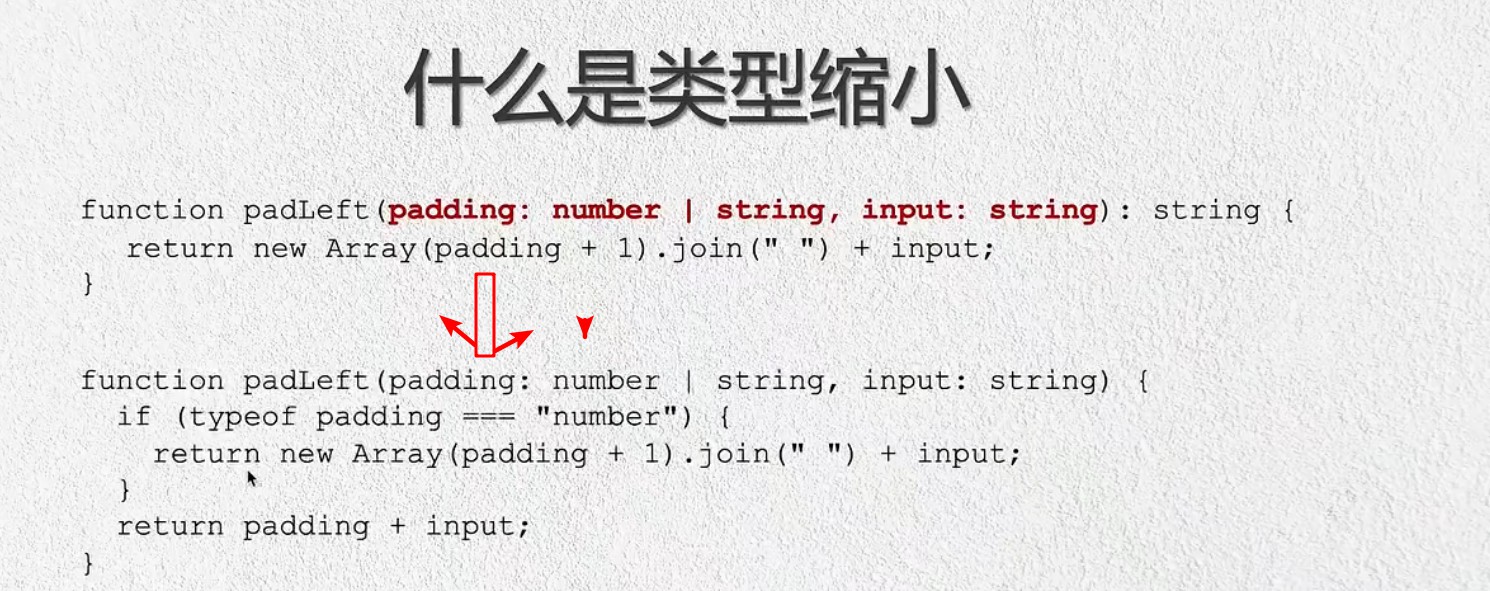 什么是类型缩小
function padLeft(padding: number | string, input: string): string {
return new Array(padding + 1).join(" ") + input;
}
function padLeft(padding: number | string, input: string) {
if (typeof padding === "number") {
return new Array(padding + 1).join(" ") + input;
}
return padding + input;
}